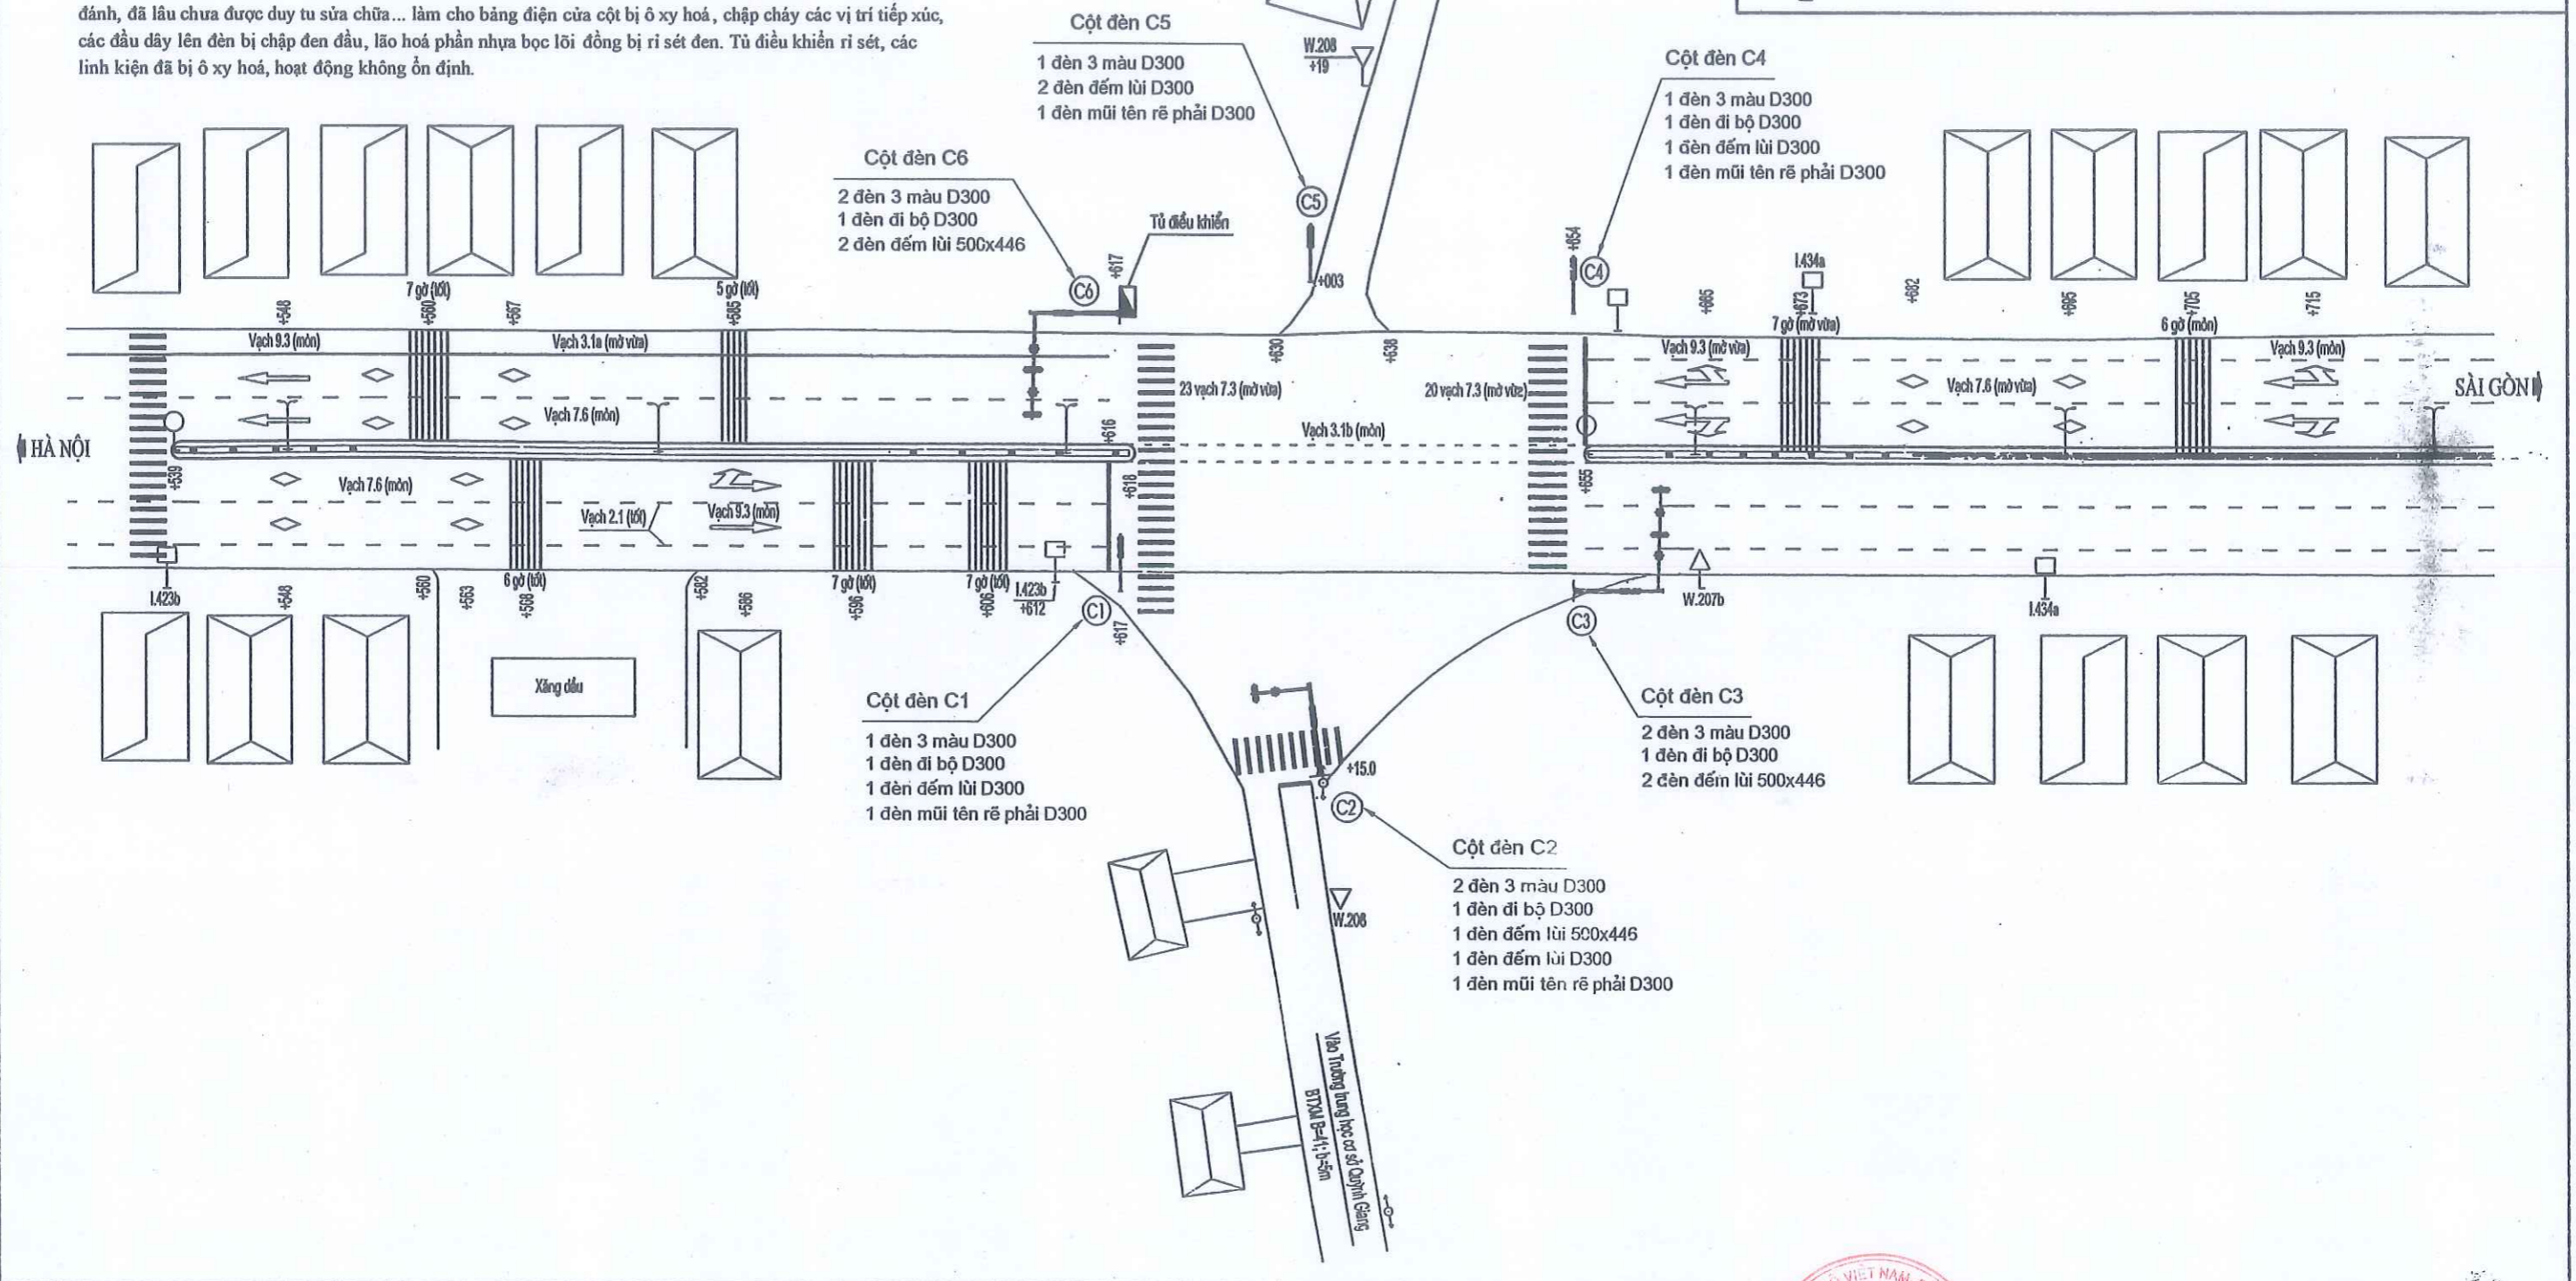 đánh, đã lâu chưa được duy tu sửa chữa... làm cho bảng điện cửa cột bị ô xy hoá, chập cháy các vị trí tiếp xúc,
các đầu dây lên đèn bị chập đen đầu, lão hoá phần nhựa bọc lõi đồng bị rỉ sét đen. Tủ điều khiển rỉ sét, các
linh kiện đã bị ô xy hoá, hoạt động không ổn định.
Cột đèn C5
1 đèn 3 màu D300
2 đèn đếm lùi D300
1 đèn mũi tên rẽ phải D300
W.208
+19
Cột đèn C4
1 đèn 3 màu D300
1 đèn đi bộ D300
1 đèn đếm lùi D300
1 đèn mũi tên rẽ phải D300
Cột đèn C6
2 đèn 3 màu D300
1 đèn đi bộ D300
2 đèn đếm lùi 500x446
Tủ điều khiển
C5
C6
C4
+617
+003
+654
I.434a
7 gờ (tốt)
5 gờ (tốt)
+548
+560
+567
+585
+665
+673
+682
+695
+705
+715
7 gờ (mờ vừa)
6 gờ (mòn)
Vạch 9.3 (mòn)
Vạch 3.1a (mờ vừa)
+630
+638
Vạch 9.3 (mờ vừa)
Vạch 9.3 (mòn)
23 vạch 7.3 (mờ vừa)
20 vạch 7.3 (mờ vừa)
Vạch 7.6 (mờ vừa)
SÀI GÒN
Vạch 7.6 (mòn)
Vạch 3.1b (mòn)
+616
HÀ NỘI
+539
Vạch 7.6 (mòn)
+618
+655
Vạch 2.1 (tốt)
Vạch 9.3 (mòn)
I.423b
+548
+560
+563
6 gờ (tốt)
+568
+582
+586
7 gờ (tốt)
+596
7 gờ (tốt)
+606
I.423b
+612
C1
+617
C3
W.207b
I.434a
Xăng dầu
Cột đèn C1
1 đèn 3 màu D300
1 đèn đi bộ D300
1 đèn đếm lùi D300
1 đèn mũi tên rẽ phải D300
Cột đèn C3
2 đèn 3 màu D300
1 đèn đi bộ D300
2 đèn đếm lùi 500x446
+15.0
C2
Cột đèn C2
2 đèn 3 màu D300
1 đèn đi bộ D300
1 đèn đếm lùi 500x446
1 đèn đếm lùi D300
1 đèn mũi tên rẽ phải D300
W.208
Vào Trường trung học cơ sở Quỳnh Giang
BTXM B=41; b=5m
VIỆT NAM